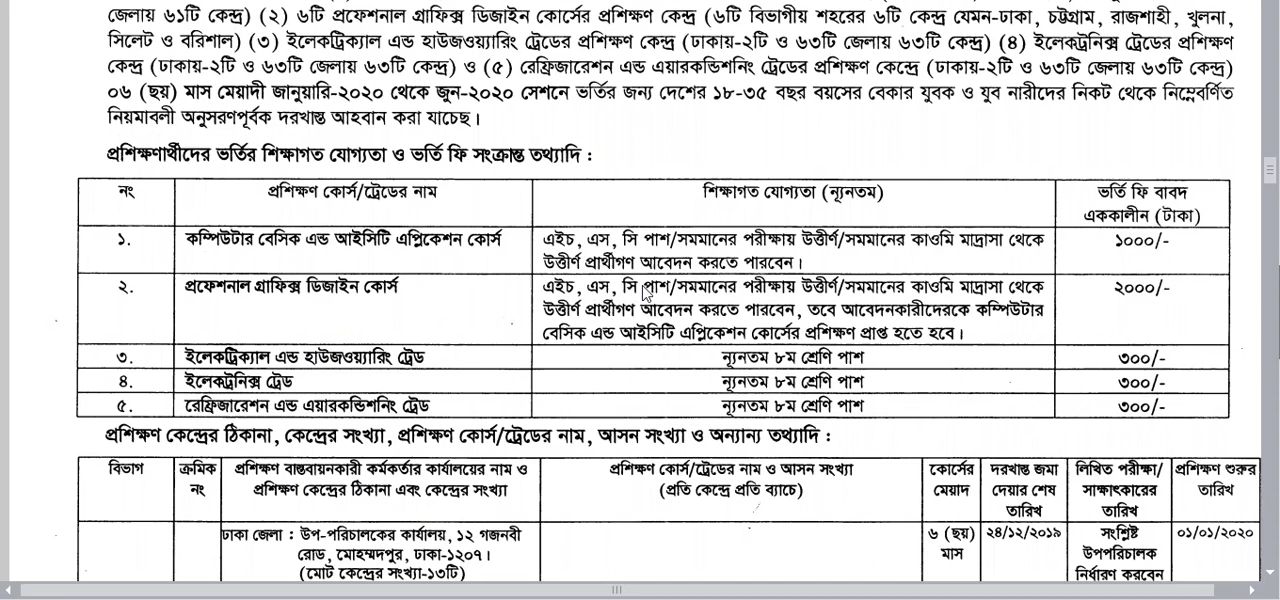 জেলায় ৬১টি কেন্দ্র) (২) ৬টি প্রফেশনাল গ্রাফিক্স ডিজাইন কোর্সের প্রশিক্ষণ কেন্দ্র (৬টি বিভাগীয় শহরের ৬টি কেন্দ্র যেমন-ঢাকা, চট্টগ্রাম, রাজশাহী, খুলনা,
সিলেট ও বরিশাল) (৩) ইলেকট্রিক্যাল এন্ড হাউজওয়্যারিং ট্রেডের প্রশিক্ষণ কেন্দ্র (ঢাকায়-২টি ও ৬৩টি জেলায় ৬৩টি কেন্দ্র) (৪) ইলেকট্রনিক্স ট্রেডের প্রশিক্ষণ
কেন্দ্র (ঢাকায়-২টি ও ৬৩টি জেলায় ৬৩টি কেন্দ্র) ও (৫) রেফ্রিজারেশন এন্ড এয়ারকন্ডিশনিং ট্রেডের প্রশিক্ষণ কেন্দ্রে (ঢাকায়-২টি ও ৬৩টি জেলায় ৬৩টি কেন্দ্র)
০৬ (ছয়) মাস মেয়াদী জানুয়ারি-২০২০ থেকে জুন-২০২০ সেশনে ভর্তির জন্য দেশের ১৮-৩৫ বছর বয়সের বেকার যুবক ও যুব নারীদের নিকট থেকে নিম্নেবর্ণিত
নিয়মাবলী অনুসরণপূর্বক দরখাস্ত আহবান করা যাচ্ছে।
প্রশিক্ষণার্থীদের ভর্তির শিক্ষাগত যোগ্যতা ও ভর্তি ফি সংক্রান্ত তথ্যাদি :
নং প্রশিক্ষণ কোর্স/ট্রেডের নাম শিক্ষাগত যোগ্যতা (ন্যূনতম) ভর্তি ফি বাবদ
এককালীন (টাকা)
১. কম্পিউটার বেসিক এন্ড আইসিটি এপ্লিকেশন কোর্স এইচ, এস, সি পাশ/সমমানের পরীক্ষায় উত্তীর্ণ/সমমানের কাওমি মাদ্রাসা থেকে ১০০০/-
উত্তীর্ণ প্রার্থীগণ আবেদন করতে পারবেন।
২. প্রফেশনাল গ্রাফিক্স ডিজাইন কোর্স এইচ, এস, সি পাশ/সমমানের পরীক্ষায় উত্তীর্ণ/সমমানের কাওমি মাদ্রাসা থেকে ২০০০/-
উত্তীর্ণ প্রার্থীগণ আবেদন করতে পারবেন, তবে আবেদনকারীদেরকে কম্পিউটার
বেসিক এন্ড আইসিটি এপ্লিকেশন কোর্সের প্রশিক্ষণ প্রাপ্ত হতে হবে।
৩. ইলেকট্রিক্যাল এন্ড হাউজওয়্যারিং ট্রেড ন্যূনতম ৮ম শ্রেণি পাশ ৩০০/-
৪. ইলেকট্রনিক্স ট্রেড ন্যূনতম ৮ম শ্রেণি পাশ ৩০০/-
৫. রেফ্রিজারেশন এন্ড এয়ারকন্ডিশনিং ট্রেড ন্যূনতম ৮ম শ্রেণি পাশ ৩০০/-
প্রশিক্ষণ কেন্দ্রের ঠিকানা, কেন্দ্রের সংখ্যা, প্রশিক্ষণ কোর্স/ট্রেডের নাম, আসন সংখ্যা ও অন্যান্য তথ্যাদি :
বিভাগ ক্রমিক প্রশিক্ষণ বাস্তবায়নকারী কর্মকর্তার কার্যালয়ের নাম ও প্রশিক্ষণ কোর্স/ট্রেডের নাম ও আসন সংখ্যা কোর্সের দরখাস্ত জমা লিখিত পরীক্ষা/ প্রশিক্ষণ শুরুর
নং প্রশিক্ষণ কেন্দ্রের ঠিকানা এবং কেন্দ্রের সংখ্যা (প্রতি কেন্দ্রে প্রতি ব্যাচে) মেয়াদ দেয়ার শেষ সাক্ষাৎকারের তারিখ
তারিখ তারিখ
ঢাকা জেলা : উপ-পরিচালকের কার্যালয়, ১২ গজনবী ৬ (ছয়) ২৪/১২/২০১৯ সংশ্লিষ্ট ০১/০১/২০২০
রোড, মোহম্মদপুর, ঢাকা-১২০৭। মাস উপপরিচালক
(মোট কেন্দ্রের সংখ্যা-১৩টি) নির্ধারণ করবেন